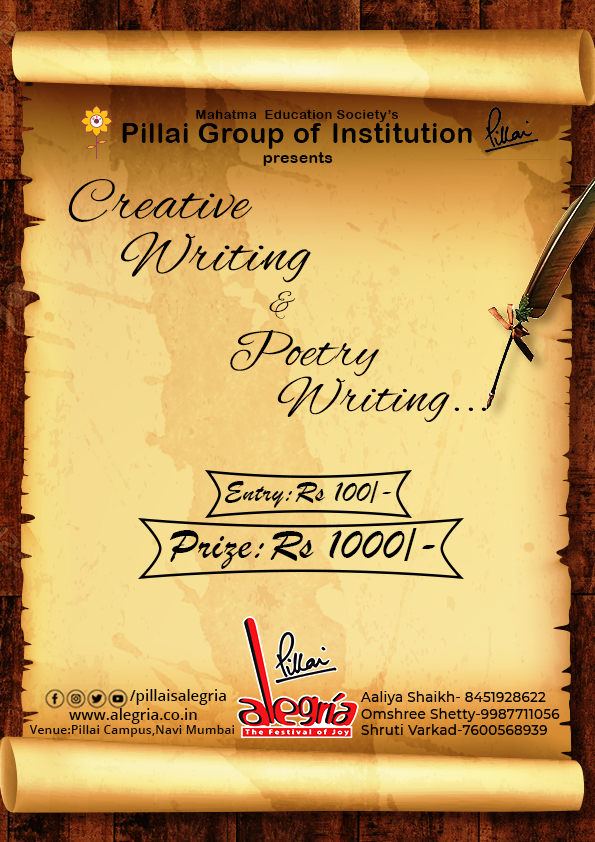 Mahatma Education Society's
Pillai Group of Institution
Pillai
presents
Creative
Writing
&
Poetry
Writing...
Entry: Rs 100/-
Prize: Rs 1000/-
Pillai
alegría
The Festival of Joy
/pillaisalegria
www.alegria.co.in
Venue:Pillai Campus,Navi Mumbai
Aaliya Shaikh- 8451928622
Omshree Shetty-9987711056
Shruti Varkad-7600568939